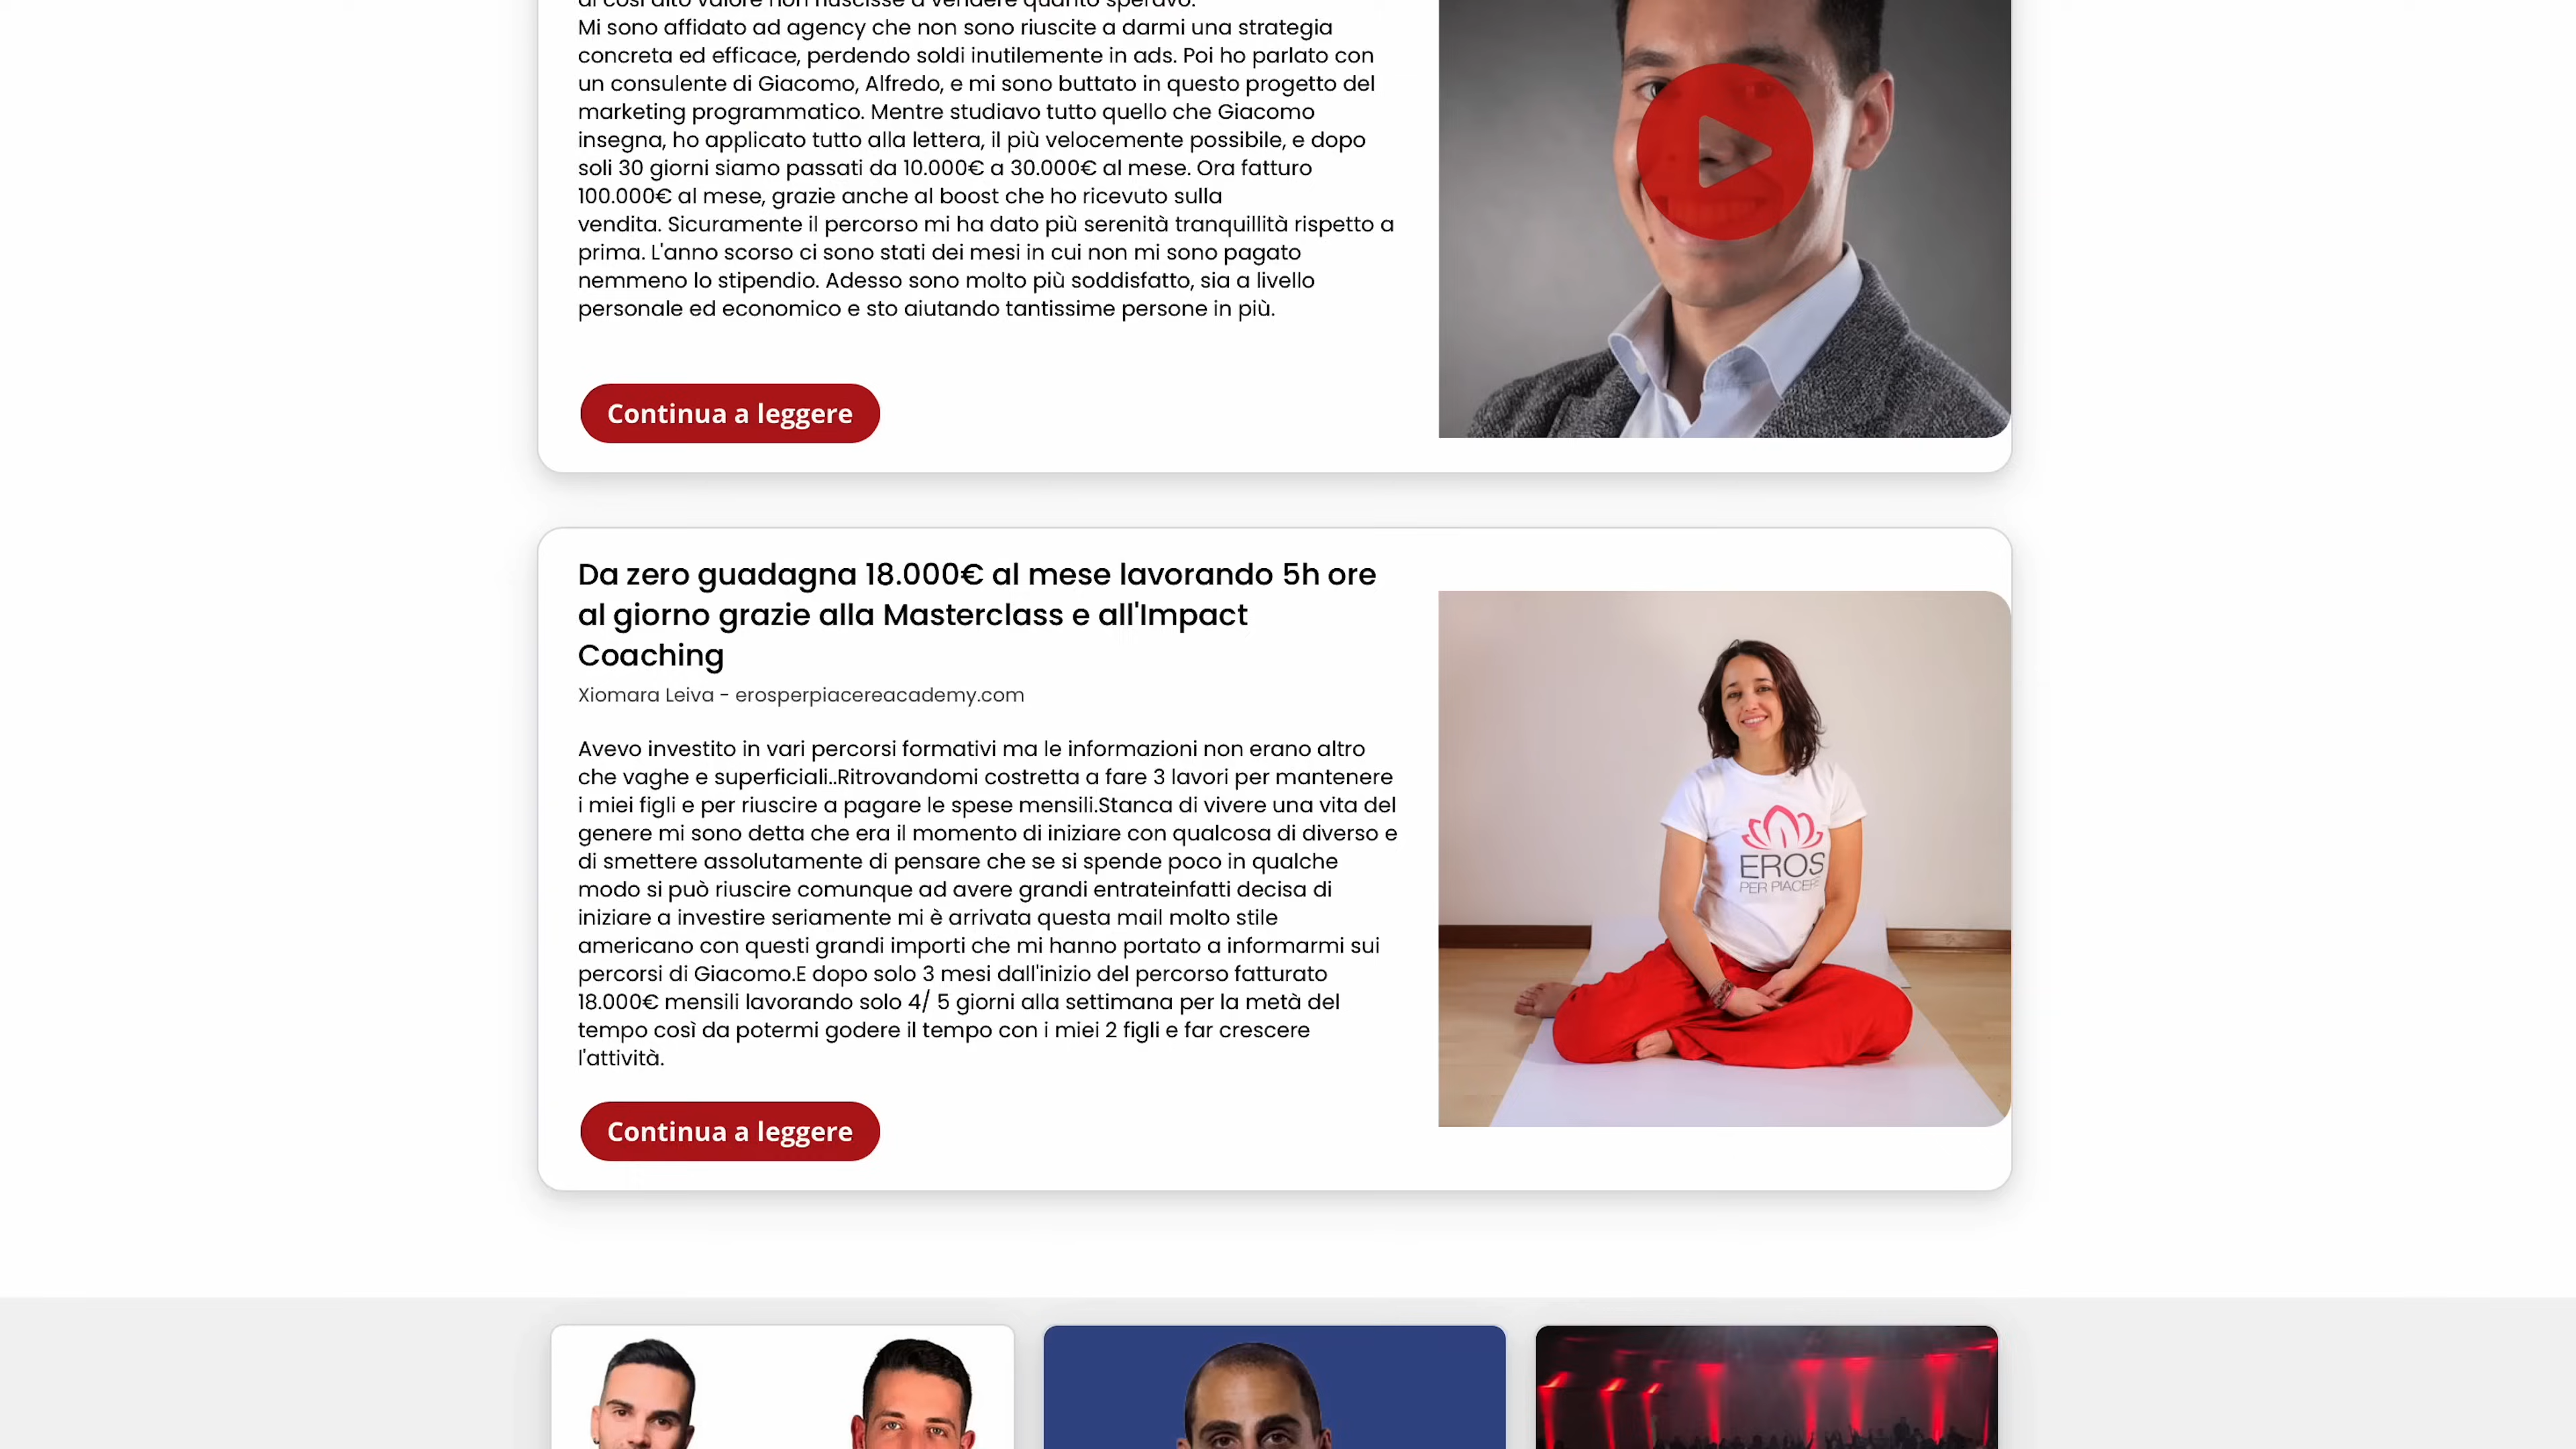 di così alto valore non riuscisse a vendere quanto speravo.
Mi sono affidato ad agency che non sono riuscite a darmi una strategia
concreta ed efficace, perdendo soldi inutilemente in ads. Poi ho parlato con
un consulente di Giacomo, Alfredo, e mi sono buttato in questo progetto del
marketing programmatico. Mentre studiavo tutto quello che Giacomo
insegna, ho applicato tutto alla lettera, il più velocemente possibile, e dopo
soli 30 giorni siamo passati da 10.000€ a 30.000€ al mese. Ora fatturo
100.000€ al mese, grazie anche al boost che ho ricevuto sulla
vendita. Sicuramente il percorso mi ha dato più serenità tranquillità rispetto a
prima. L'anno scorso ci sono stati dei mesi in cui non mi sono pagato
nemmeno lo stipendio. Adesso sono molto più soddisfatto, sia a livello
personale ed economico e sto aiutando tantissime persone in più.
Continua a leggere
Da zero guadagna 18.000€ al mese lavorando 5h ore
al giorno grazie alla Masterclass e all'Impact
Coaching
Xiomara Leiva - erosperpiacereacademy.com
Avevo investito in vari percorsi formativi ma le informazioni non erano altro
che vaghe e superficiali..Ritrovandomi costretta a fare 3 lavori per mantenere
i miei figli e per riuscire a pagare le spese mensili.Stanca di vivere una vita del
genere mi sono detta che era il momento di iniziare con qualcosa di diverso e
di smettere assolutamente di pensare che se si spende poco in qualche
modo si può riuscire comunque ad avere grandi entrateinfatti decisa di
iniziare a investire seriamente mi è arrivata questa mail molto stile
americano con questi grandi importi che mi hanno portato a informarmi sui
percorsi di Giacomo.E dopo solo 3 mesi dall'inizio del percorso fatturato
18.000€ mensili lavorando solo 4/ 5 giorni alla settimana per la metà del
tempo così da potermi godere il tempo con i miei 2 figli e far crescere
l'attività.
Continua a leggere
EROS
PER PIACERE